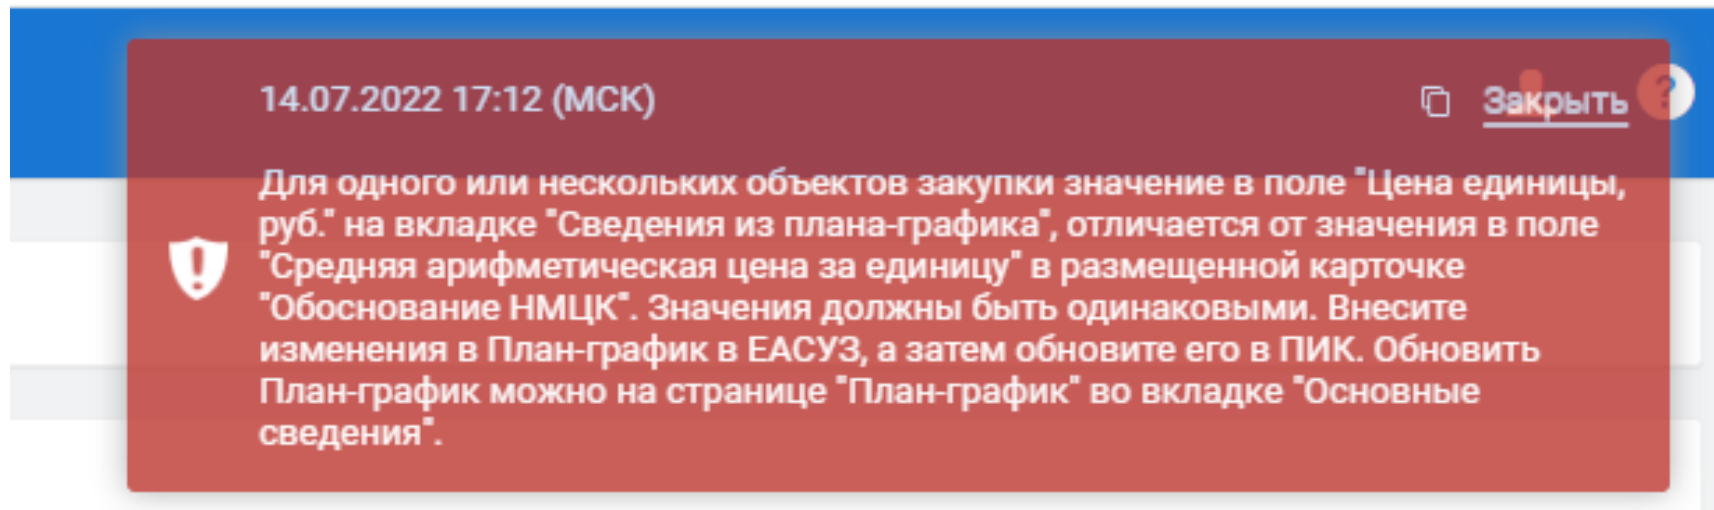 14.07.2022 17:12 (МСК)
Закрыть
?
Для одного или нескольких объектов закупки значение в поле "Цена единицы,
руб." на вкладке "Сведения из плана-графика", отличается от значения в поле
"Средняя арифметическая цена за единицу" в размещенной карточке
"Обоснование НМЦК". Значения должны быть одинаковыми. Внесите
изменения в План-график в ЕАСУЗ, а затем обновите его в ПИК. Обновить
План-график можно на странице "План-график" во вкладке "Основные
сведения".